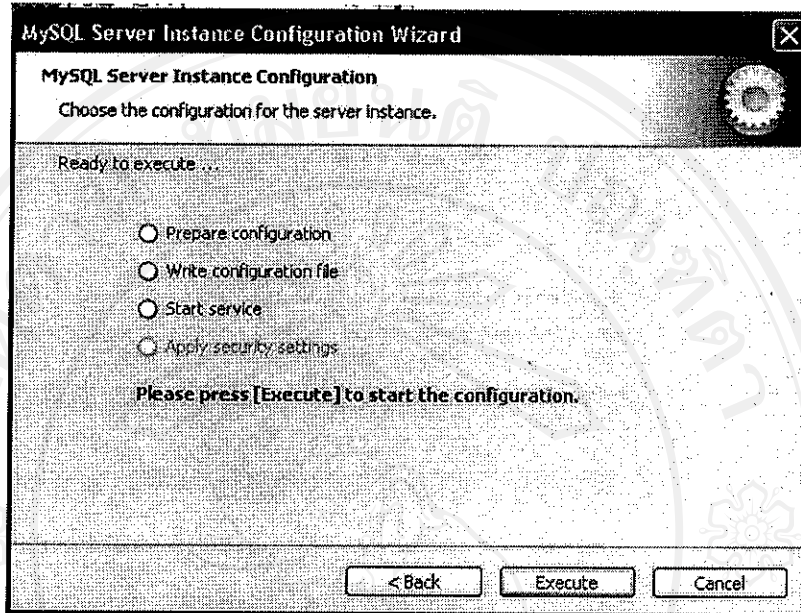 MySQL Server Instance Configuration Wizard
MySQL Server Instance Configuration
Choose the configuration for the server instance.
Ready to execute ...
Prepare configuration
Write configuration file
Start service
Apply security settings
Please press [Execute] to start the configuration.
< Back
Execute
Cancel